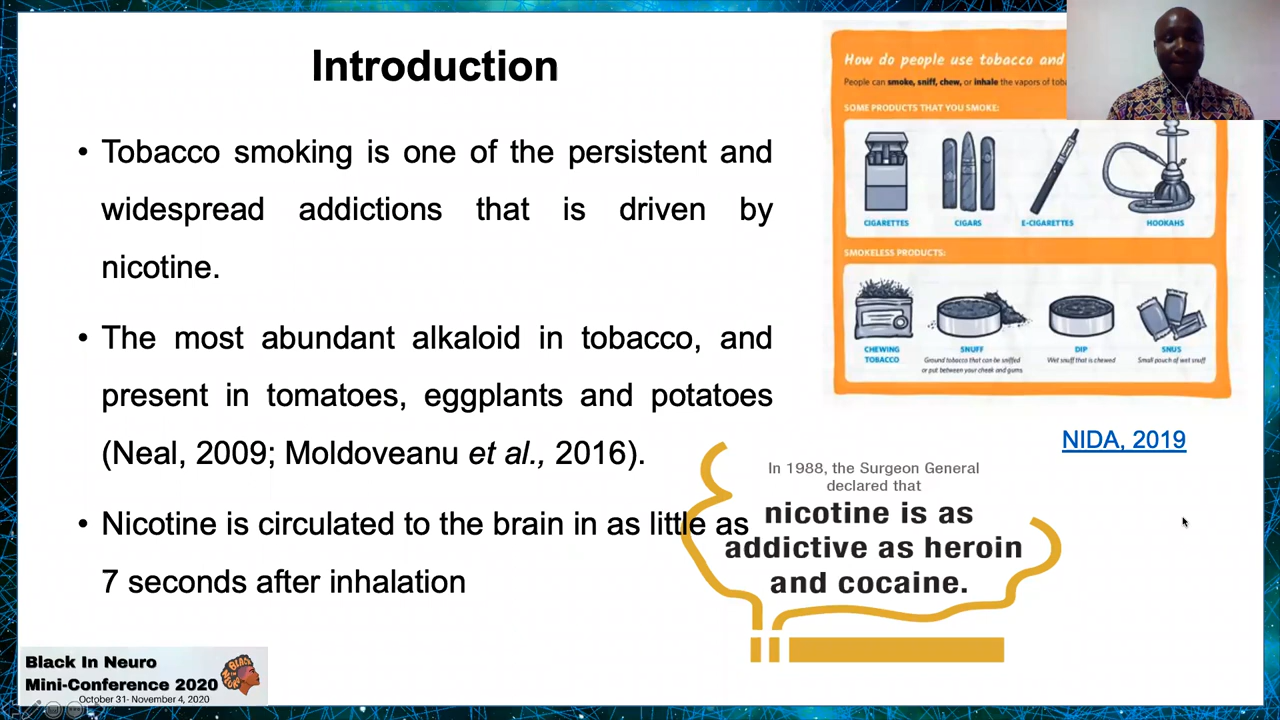 Introduction
• Tobacco smoking is one of the persistent and
widespread addictions that is driven by
nicotine.
• The most abundant alkaloid in tobacco, and
present in tomatoes, eggplants and potatoes
(Neal, 2009; Moldoveanu et al., 2016).
• Nicotine is circulated to the brain in as little as
7 seconds after inhalation
How do people use tobacco and
People can smoke, sniff, chew, or inhale the vapors of
SOME PRODUCTS THAT YOU SMOKE:
CIGARETTES
CIGARS
E-CIGARETTES
HOOKAHS
SMOKELESS PRODUCTS:
CHEWING
TOBACCO
SNUFF
Ground tobacco that can be sniffed
or put between your cheek and gums
DIP
Wet snuff that is chewed
SNUS
Small pouch of wet snuff
NIDA, 2019
In 1988, the Surgeon General
declared that
nicotine is as
addictive as heroin
and cocaine.
Black In Neuro
Mini-Conference 2020
October 31- November 4, 2020